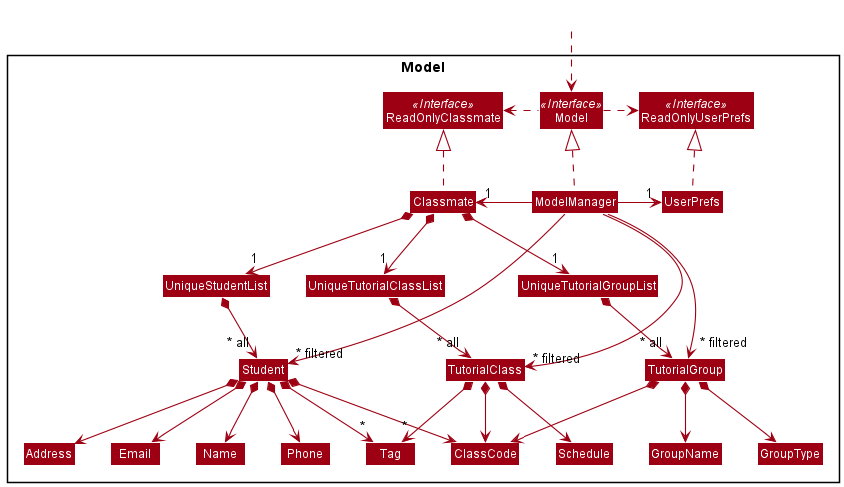 Model
«Interface»
ReadOnlyClassmate
«Interface»
Model
«Interface»
ReadOnlyUserPrefs
Classmate
1
ModelManager
1
UserPrefs
1
1
1
UniqueStudentList
UniqueTutorialClassList
UniqueTutorialGroupList
* all
* filtered
* all
* filtered
* all
* filtered
Student
TutorialClass
TutorialGroup
*
*
Address
Email
Name
Phone
Tag
ClassCode
Schedule
GroupName
GroupType